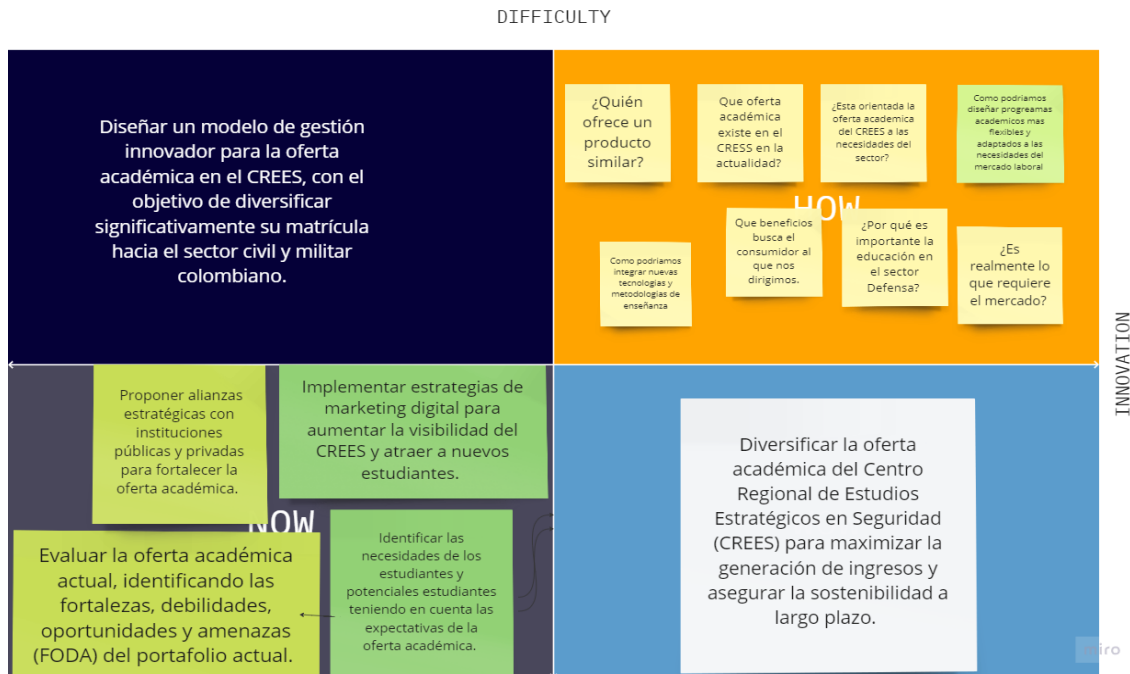 DIFFICULTY
Diseñar un modelo de gestión
innovador para la oferta
académica en el CREES, con el
objetivo de diversificar
significativamente su matrícula
hacia el sector civil y militar
colombiano.
¿Quién
ofrece un
producto
similar?
Que oferta
académica
existe en el
CRESS en la
actualidad?
¿Esta orientada la
oferta academica
del CREES a las
necesidades del
sector?
Como podriamos
diseñar progreamas
academicos mas
flexibles y
adaptados a las
necesidades del
mercado laboral
HOW
Como podriamos
integrar nuevas
tecnologias y
metodologias de
enseñanza
Que beneficios
busca el
consumidor al
que nos
dirigimos.
¿Por qué es
importante la
educación en
el sector
Defensa?
¿Es
realmente lo
que requiere
el mercado?
INNOVATION
Proponer alianzas
estratégicas con
instituciones
públicas y privadas
para fortalecer la
oferta académica.
Implementar estrategias de
marketing digital para
aumentar la visibilidad del
CREES y atraer a nuevos
estudiantes.
NOW
Evaluar la oferta académica
actual, identificando las
fortalezas, debilidades,
oportunidades y amenazas
(FODA) del portafolio actual.
Identificar las
necesidades de los
estudiantes y
potenciales estudiantes
teniendo en cuenta las
expectativas de la
oferta académica.
Diversificar la oferta
académica del Centro
Regional de Estudios
Estratégicos en Seguridad
(CREES) para maximizar la
generación de ingresos y
asegurar la sostenibilidad a
largo plazo.
miro